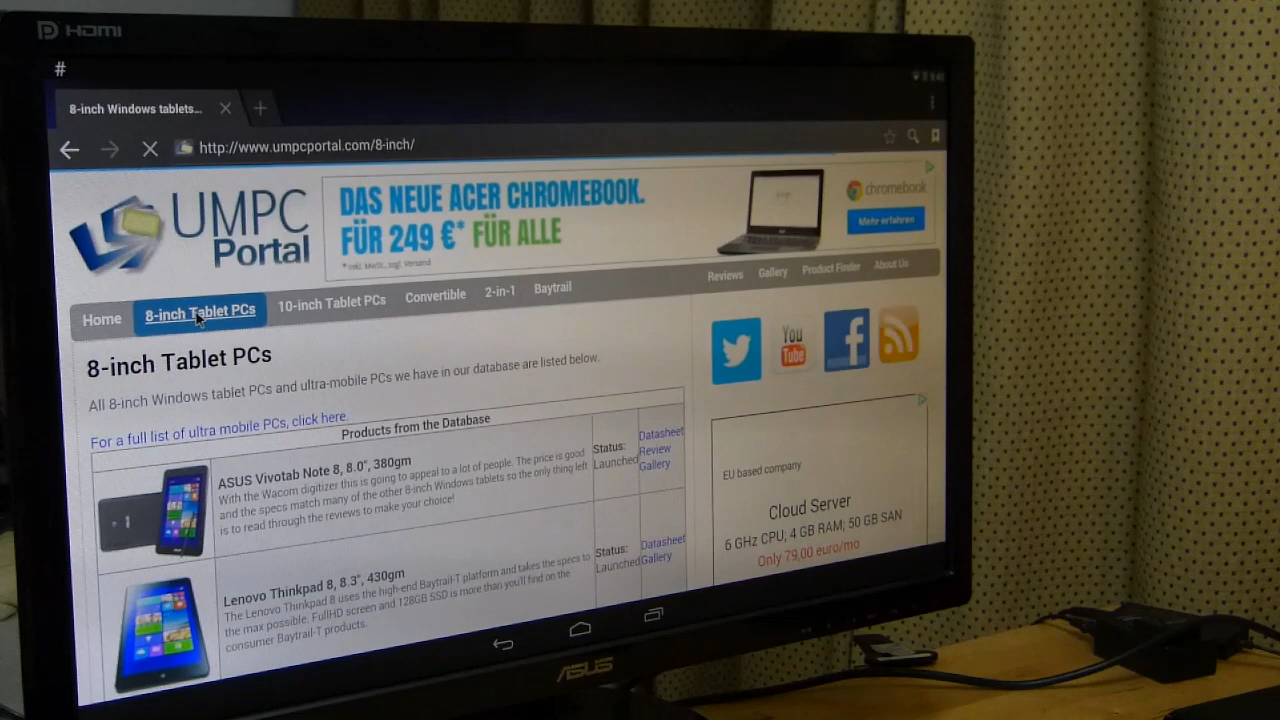 HDMI
#
8-inch Windows tablets...
http://www.umpcportal.com/8-inch/
UMPC
Portal
DAS NEUE ACER CHROMEBOOK.
FÜR 249 €* FÜR ALLE
* inkl. MwSt., zzgl. Versand
chromebook
Mehr erfahren
Reviews Gallery Product Finder About Us
Home 8-inch Tablet PCs 10-inch Tablet PCs Convertible 2-in-1 Baytrail
8-inch Tablet PCs
All 8-inch Windows tablet PCs and ultra-mobile PCs we have in our database are listed below.
For a full list of ultra mobile PCs, click here.
Products from the Database
ASUS Vivotab Note 8, 8.0", 380gm
With the Wacom digitizer this is going to appeal to a lot of people. The price is good
and the specs match many of the other 8-inch Windows tablets so the only thing left
is to read through the reviews to make your choice!
Status:
Launched
Datasheet
Review
Gallery
Lenovo Thinkpad 8, 8.3", 430gm
The Lenovo Thinkpad 8 uses the high-end Baytrail-T platform and takes the specs to
the max possible. FullHD screen and 128GB SSD is more than you'll find on the
consumer Baytrail-T products.
Status:
Launched
Datasheet
Gallery
You
Tube
EU based company
Cloud Server
6 GHz CPU; 4 GB RAM; 50 GB SAN
Only 79,00 euro/mo
ASUS